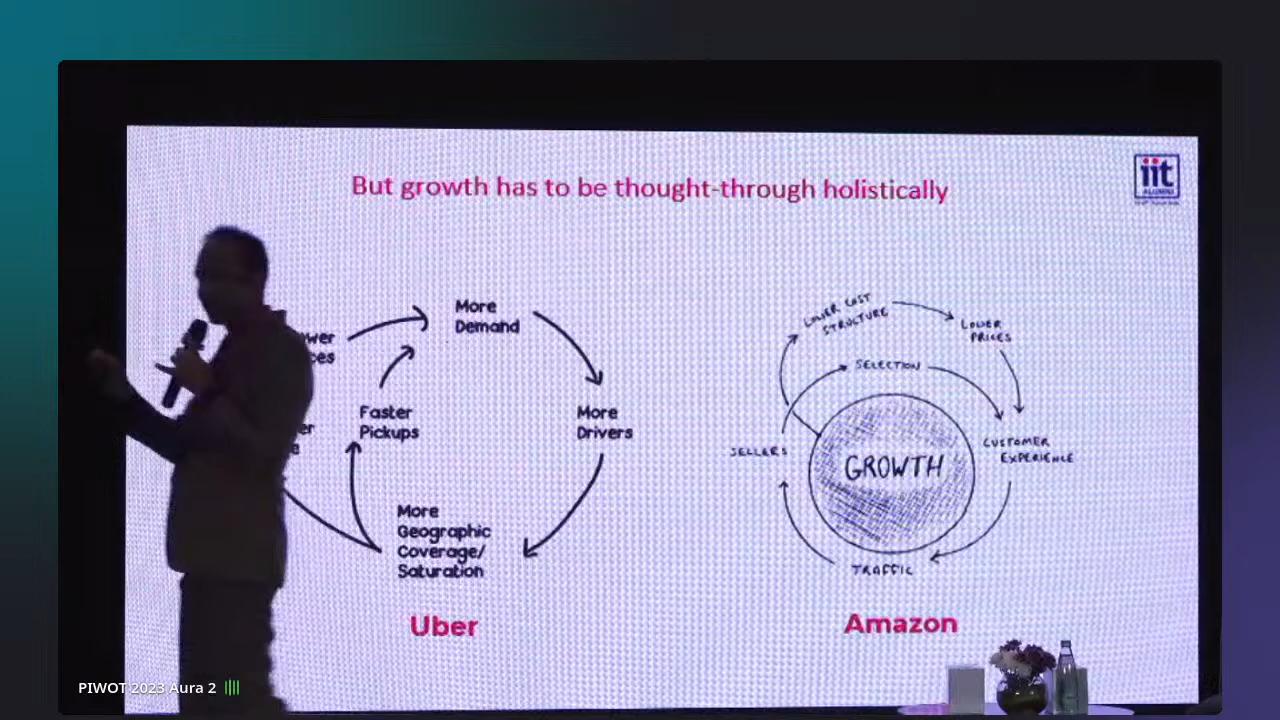 But growth has to be thought-through holistically
iit
ALUMNI
More
Demand
Faster
Pickups
More
Drivers
More
Geographic
Coverage/
Saturation
Uber
LOWER COST
STRUCTURE
LOWER
PRICES
SELECTION
SELLERS
GROWTH
CUSTOMER
EXPERIENCE
TRAFFIC
Amazon
PIWOT 2023 Aura 2